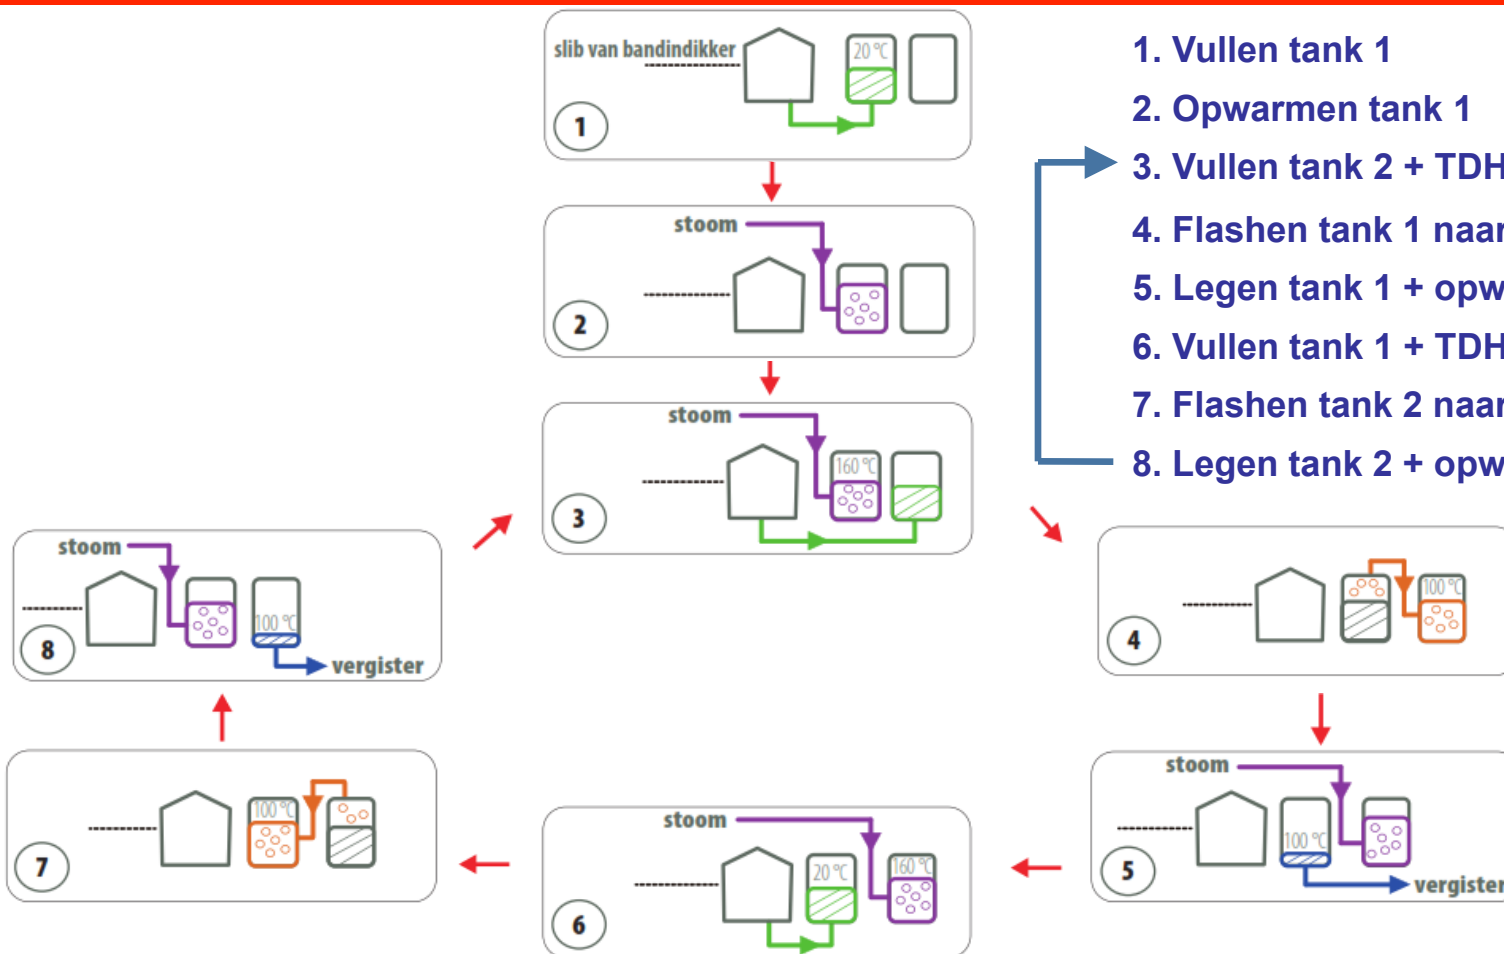 slib van bandindikker
20 °C
1
1. Vullen tank 1
2. Opwarmen tank 1
3. Vullen tank 2 + TDH
4. Flashen tank 1 naar
5. Legen tank 1 + opw
6. Vullen tank 1 + TDH
7. Flashen tank 2 naar
8. Legen tank 2 + opw
stoom
2
stoom
160 °C
3
100 °C
4
stoom
100 °C
vergister
5
stoom
20 °C
160 °C
6
100 °C
7
stoom
100 °C
vergister
8